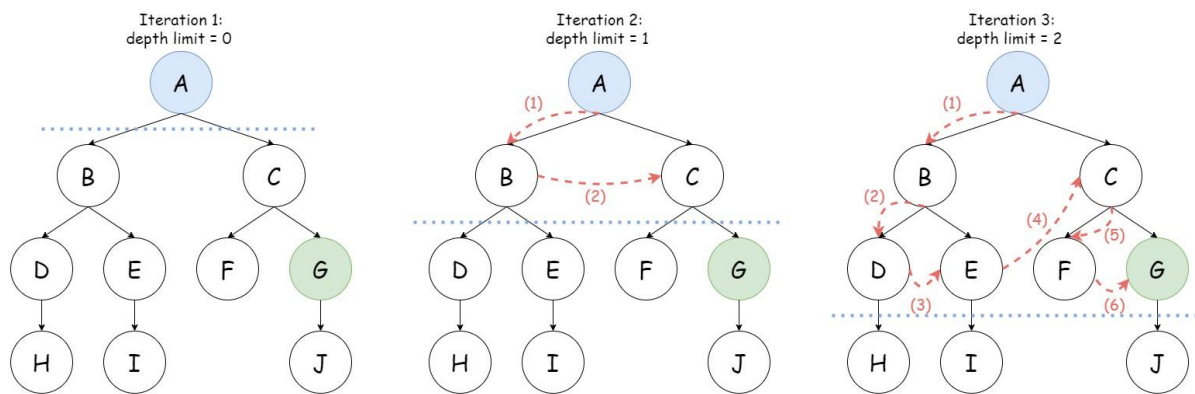 Iteration 1:
depth limit = 0
A
B
C
D
E
F
G
H
I
J
Iteration 2:
depth limit = 1
A
(1)
B
C
(2)
D
E
F
G
H
I
J
Iteration 3:
depth limit = 2
A
(1)
B
C
(2)
(4)
(5)
D
E
F
G
(3)
(6)
H
I
J